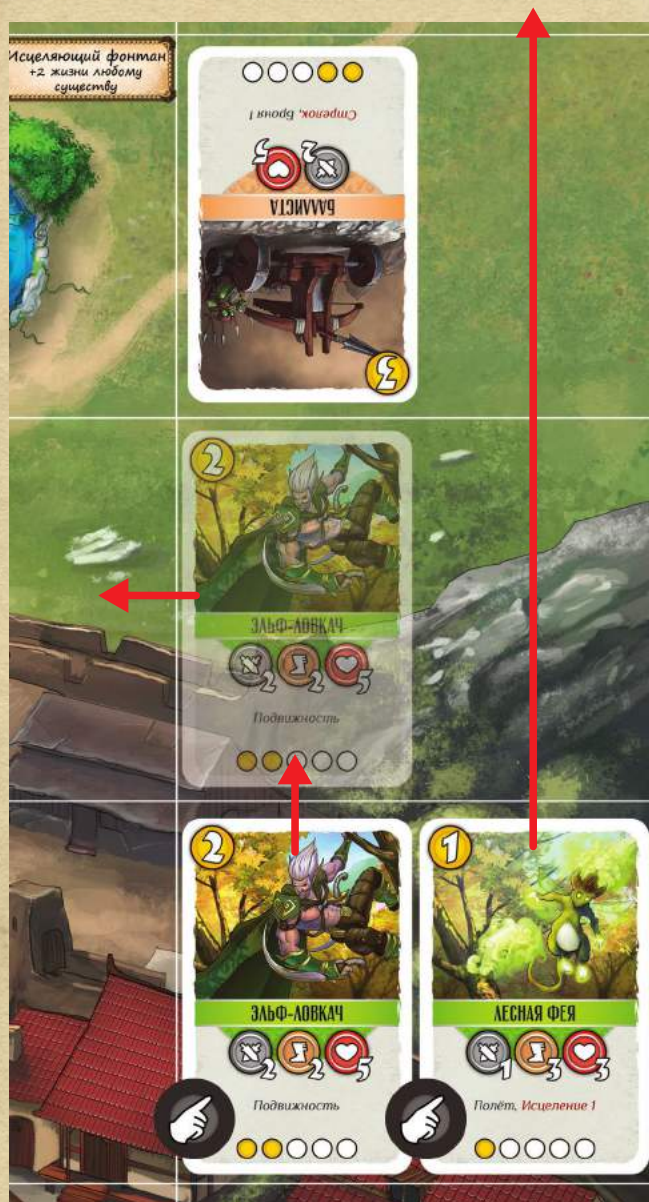 Исцеляющий фонтан
+2 жизни любому
существу
Стрелок, Броня 1
5 2
БАЛЛИСТА
3
2
ЭЛЬФ-ЛОВКАЧ
2 2 5
Подвижность
2
ЭЛЬФ-ЛОВКАЧ
2 2 5
Подвижность
1
ЛЕСНАЯ ФЕЯ
1 3 3
Полёт, Исцеление 1